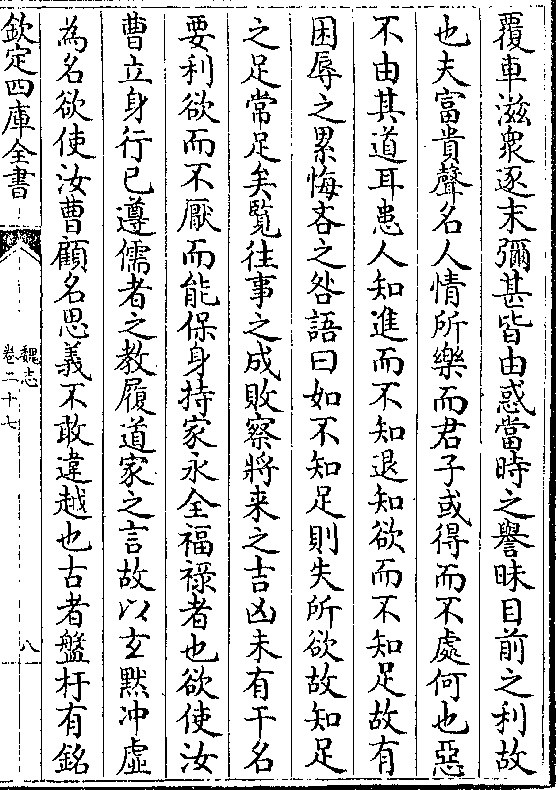 覆車滋衆逐末彌甚皆由惑當時之譽昧目前之利故
也夫富貴聲名人情所樂而君子或得而不處何也惡
不由其道耳患人知進而不知退知欲而不知足故有
困辱之累悔吝之咎語曰如不知足則失所欲故知足
之足常足矣覧往事之成敗察將来之吉凶未有干名
要利欲而不厭而能保身持家永全福祿者也欲使汝
曹立身行已遵儒者之教履道家之言故以玄黙冲虛
為名欲使汝曹顧名思義不敢違越也古者盤杅有銘
欽定四庫全書
魏志
卷二十七
八